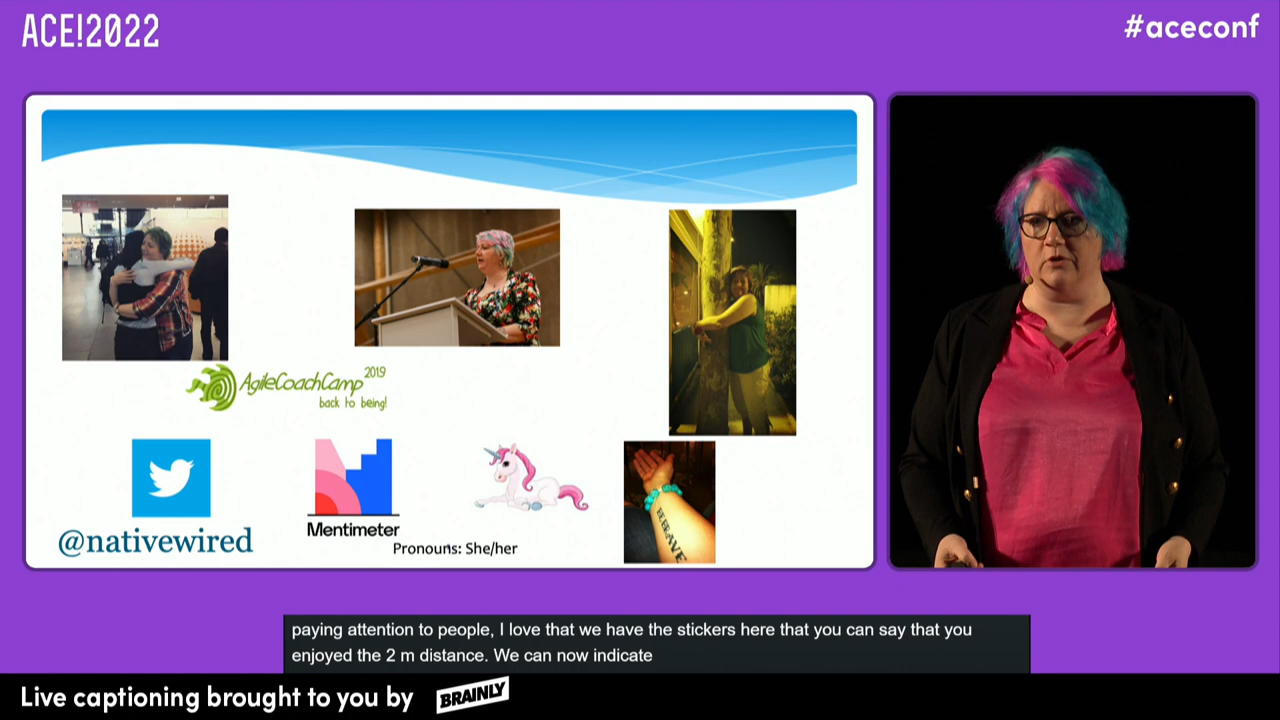 ACE!2022
#aceconf
AgileCoachCamp 2019
back to being!
@nativewired
Mentimeter
Pronouns: She/her
BE BRAVE
paying attention to people, I love that we have the stickers here that you can say that you
enjoyed the 2 m distance. We can now indicate
Live captioning brought to you by BRAINLY